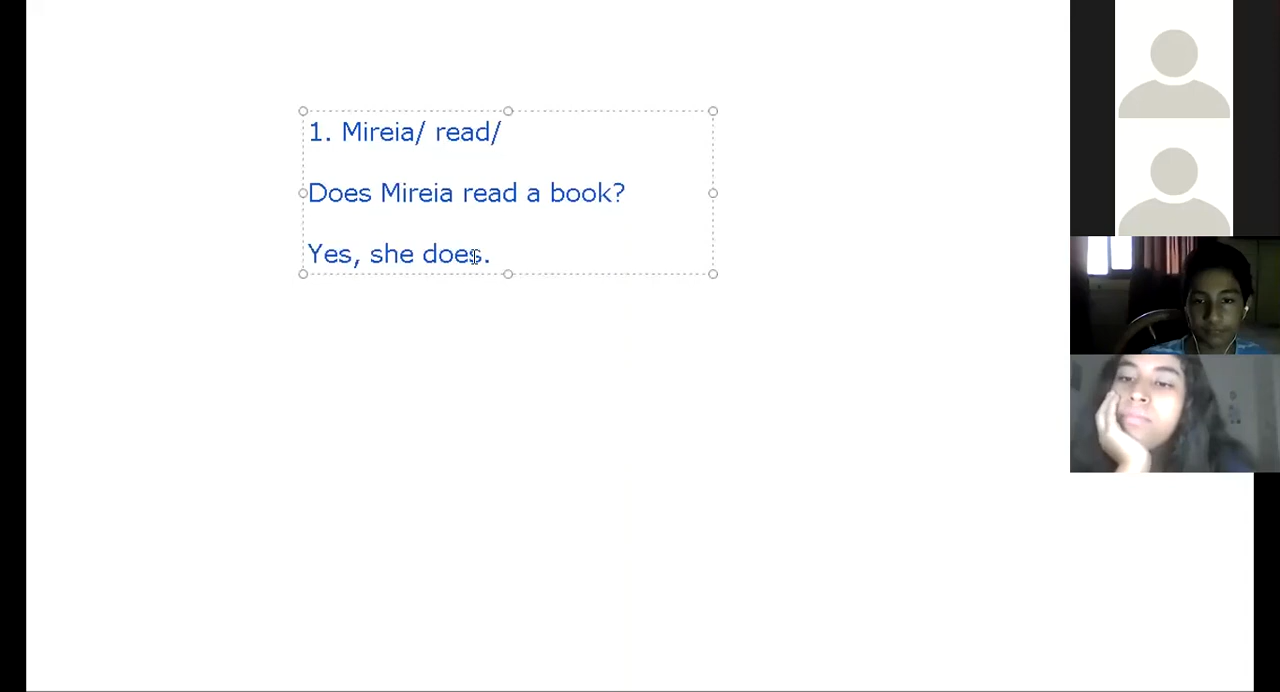 1. Mireia/ read/
Does Mireia read a book?
Yes, she does.